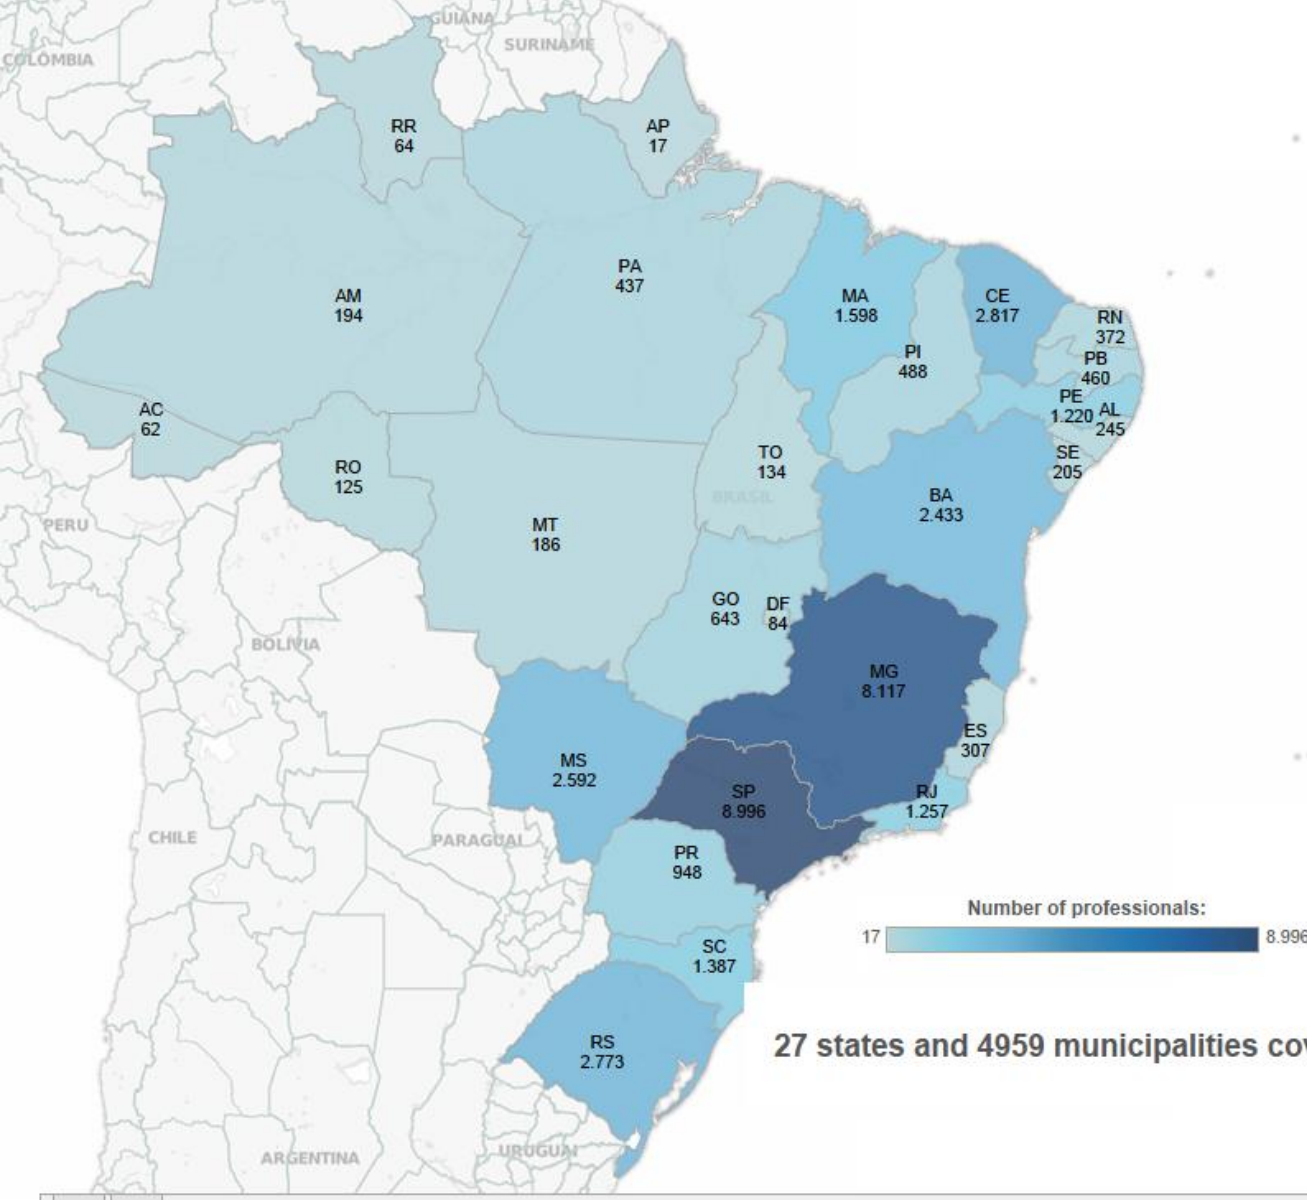 GUIANA
SURINAME
COLÔMBIA
RR
64
AP
17
PA
437
AM
194
MA
1.598
CE
2.817
RN
372
PI
488
PB
460
PE
1.220
AL
245
AC
62
RO
125
TO
134
SE
205
BRASIL
BA
2.433
PERU
MT
186
GO
643
DF
84
BOLIVIA
MG
8.117
ES
307
MS
2.592
SP
8.996
RJ
1.257
CHILE
PARAGUAI
PR
948
Number of professionals:
17
8.996
SC
1.387
RS
2.773
27 states and 4959 municipalities co
URUGUAI
ARGENTINA